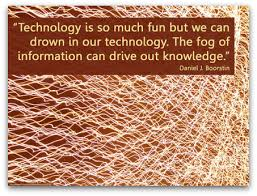 "Technology is so much fun but we can
drown in our technology. The fog of
information can drive out knowledge."
Daniel J. Boorstin